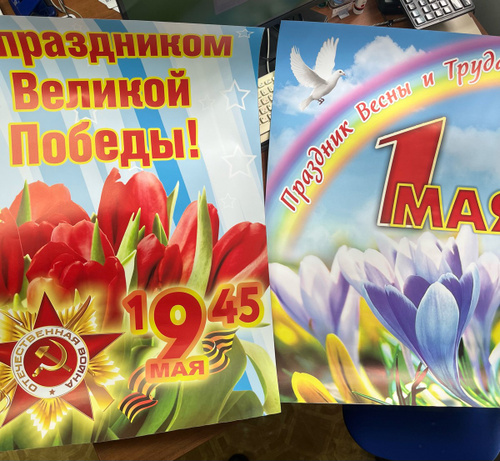 праздником
Великой
Победы!
1945
9
МАЯ
ОТЕЧЕСТВЕННАЯ ВОЙНА
Праздник Весны и Труда
1 МАЯ